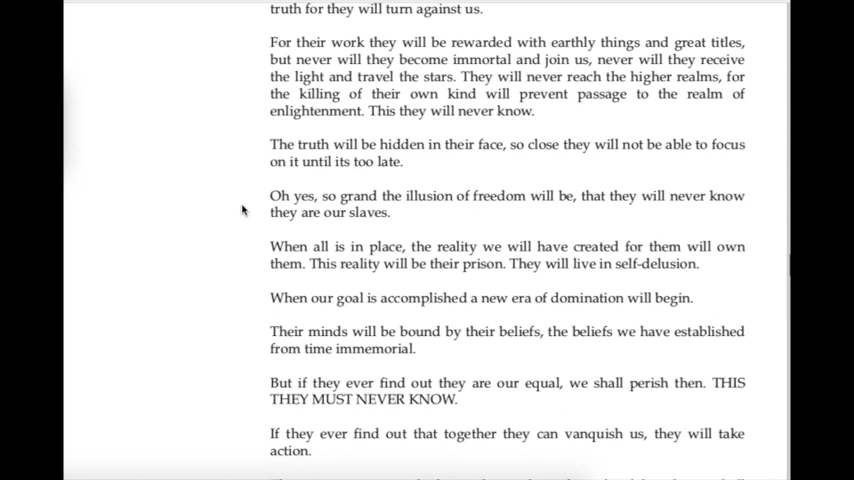 truth for they will turn against us.
For their work they will be rewarded with earthly things and great titles,
but never will they become immortal and join us, never will they receive
the light and travel the stars. They will never reach the higher realms, for
the killing of their own kind will prevent passage to the realm of
enlightenment. This they will never know.
The truth will be hidden in their face, so close they will not be able to focus
on it until its too late.
Oh yes, so grand the illusion of freedom will be, that they will never know
they are our slaves.
When all is in place, the reality we will have created for them will own
them. This reality will be their prison. They will live in self-delusion.
When our goal is accomplished a new era of domination will begin.
Their minds will be bound by their beliefs, the beliefs we have established
from time immemorial.
But if they ever find out they are our equal, we shall perish then. THIS
THEY MUST NEVER KNOW.
If they ever find out that together they can vanquish us, they will take
action.